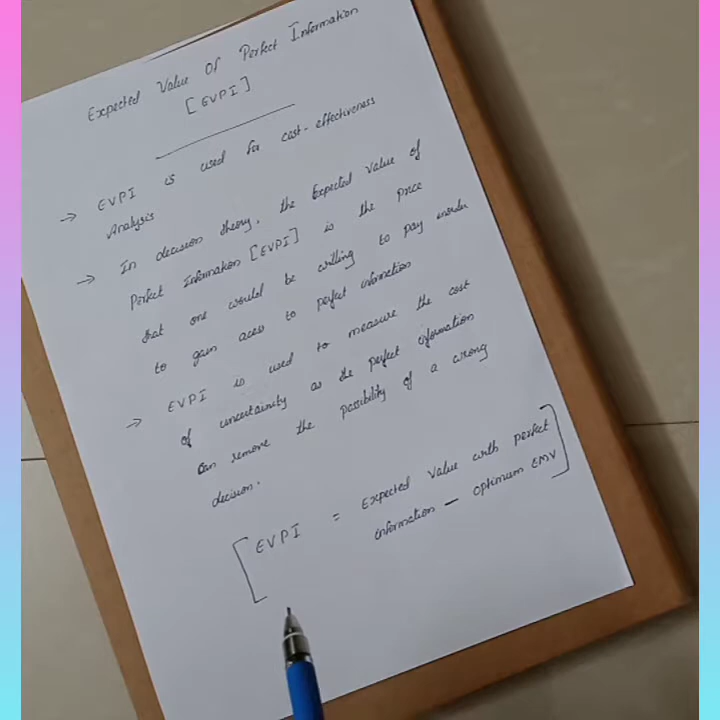 Expected Value Of Perfect Information
[EVPI]
→ EVPI is used for cost-effectiveness
Analysis
→ In decision theory, the Expected value of
Perfect Information [EVPI] is the price
that one would be willing to pay
to gain acess to perfect information
→ EVPI is used to measure the cost
of uncertainity as the perfect information
can remove the possibility of a wrong
decision.
[EVPI = Expected value with perfect
information - optimum EMV]